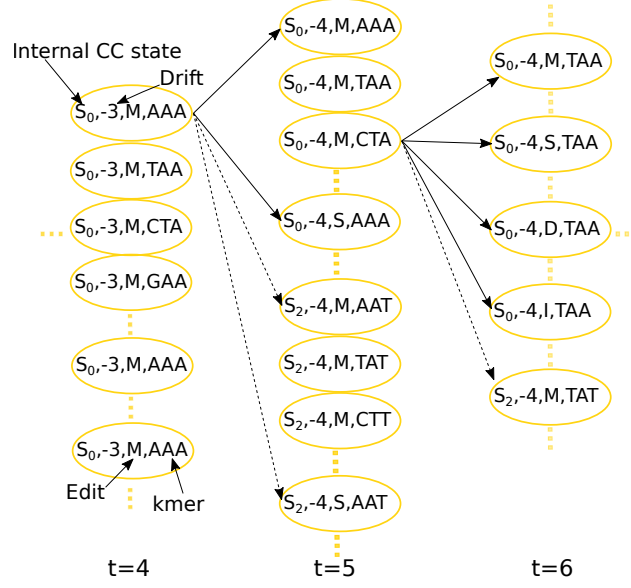 Internal CC state
Drift
S₀,-3,M,AAA
S₀,-3,M,TAA
S₀,-3,M,CTA
S₀,-3,M,GAA
S₀,-3,M,AAA
S₀,-3,M,AAA
Edit
kmer
t=4
S₀,-4,M,AAA
S₀,-4,M,TAA
S₀,-4,M,CTA
S₀,-4,S,AAA
S₂,-4,M,AAT
S₂,-4,M,TAT
S₂,-4,M,CTT
S₂,-4,S,AAT
t=5
S₀,-4,M,TAA
S₀,-4,S,TAA
S₀,-4,D,TAA
S₀,-4,I,TAA
S₂,-4,M,TAT
t=6